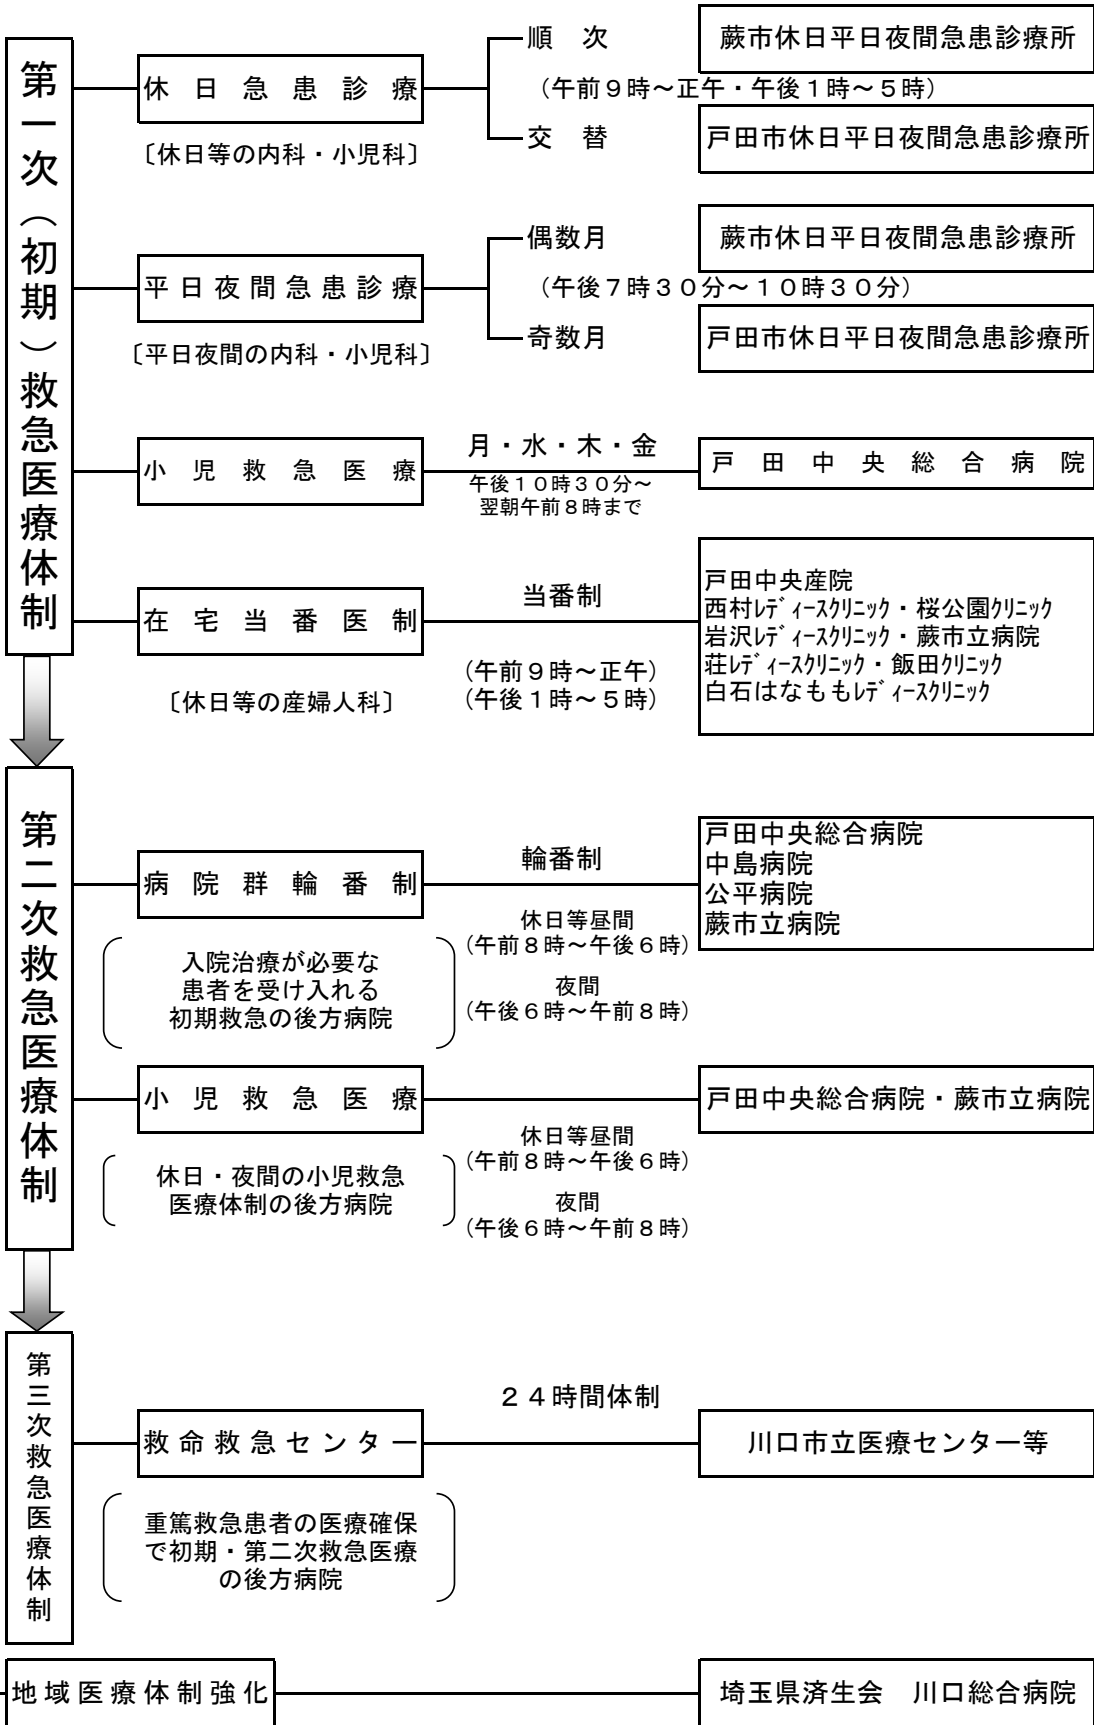 第一次（初期）救急医療体制
休日急患診療
〔休日等の内科・小児科〕
順　次
（午前９時～正午・午後１時～５時）
交　替
蕨市休日平日夜間急患診療所
戸田市休日平日夜間急患診療所
平日夜間急患診療
〔平日夜間の内科・小児科〕
偶数月
（午後７時３０分～１０時３０分）
奇数月
蕨市休日平日夜間急患診療所
戸田市休日平日夜間急患診療所
小児救急医療
月・水・木・金
午後１０時３０分～
翌朝午前８時まで
戸田中央総合病院
在宅当番医制
〔休日等の産婦人科〕
当番制
（午前９時～正午）
（午後１時～５時）
戸田中央産院
西村ﾚﾃﾞｨｰｽｸﾘﾆｯｸ・桜公園ｸﾘﾆｯｸ
岩沢ﾚﾃﾞｨｰｽｸﾘﾆｯｸ・蕨市立病院
荘ﾚﾃﾞｨｰｽｸﾘﾆｯｸ・飯田ｸﾘﾆｯｸ
白石はなももﾚﾃﾞｨｰｽｸﾘﾆｯｸ
第二次救急医療体制
病院群輪番制
入院治療が必要な
患者を受け入れる
初期救急の後方病院
輪番制
休日等昼間
（午前８時～午後６時）
夜間
（午後６時～午前８時）
戸田中央総合病院
中島病院
公平病院
蕨市立病院
小児救急医療
休日・夜間の小児救急
医療体制の後方病院
休日等昼間
（午前８時～午後６時）
夜間
（午後６時～午前８時）
戸田中央総合病院・蕨市立病院
第三次救急医療体制
救命救急センター
重篤救急患者の医療確保
で初期・第二次救急医療
の後方病院
２４時間体制
川口市立医療センター等
地域医療体制強化
埼玉県済生会　川口総合病院